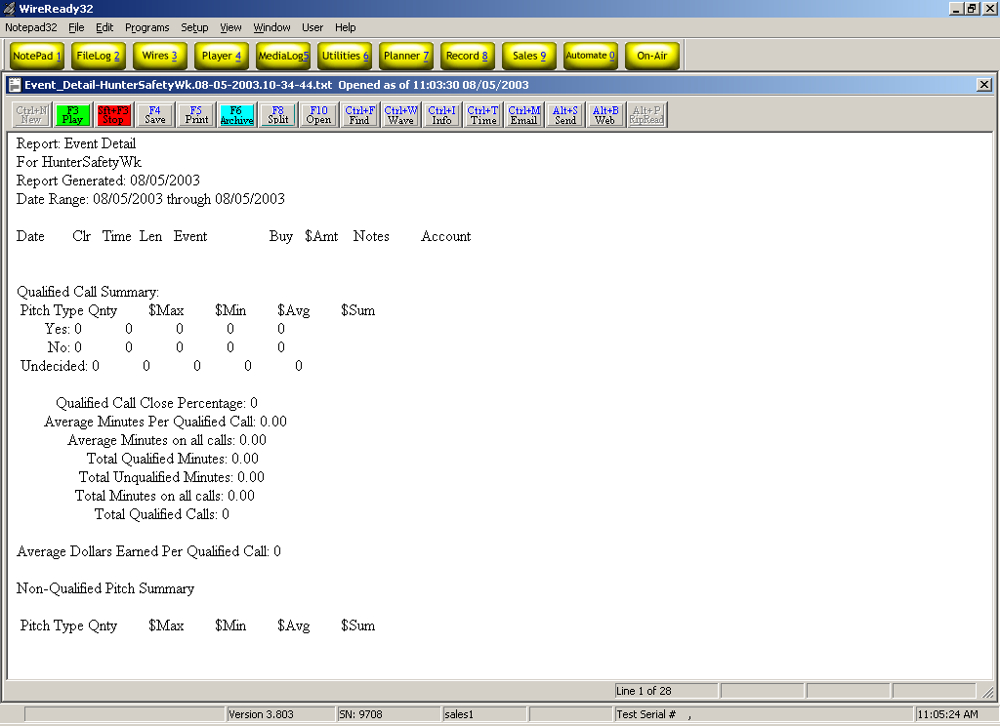 WireReady32
Notepad32 File Edit Programs Setup View Window User Help
NotePad 1 FileLog 2 Wires 3 Player 4 MediaLog5 Utilities 6 Planner 7 Record 8 Sales 9 Automate 0 On-Air
Event_Detail-HunterSafetyWk.08-05-2003.10-34-44.txt Opened as of 11:03:30 08/05/2003
Ctrl+N F3 Sft+F3 F4 F5 F6 F8 F10 Ctrl+F Ctrl+W Ctrl+I Ctrl+T Ctrl+M Alt+S Alt+B Alt+P
New Play Stop Save Print Archive Split Open Find Wave Info Time Email Send Web RipRead
Report: Event Detail
For HunterSafetyWk
Report Generated: 08/05/2003
Date Range: 08/05/2003 through 08/05/2003
Date Clr Time Len Event Buy $Amt Notes Account
Qualified Call Summary:
Pitch Type Qnty $Max $Min $Avg $Sum
Yes: 0 0 0 0 0
No: 0 0 0 0 0
Undecided: 0 0 0 0 0
Qualified Call Close Percentage: 0
Average Minutes Per Qualified Call: 0.00
Average Minutes on all calls: 0.00
Total Qualified Minutes: 0.00
Total Unqualified Minutes: 0.00
Total Minutes on all calls: 0.00
Total Qualified Calls: 0
Average Dollars Earned Per Qualified Call: 0
Non-Qualified Pitch Summary
Pitch Type Qnty $Max $Min $Avg $Sum
Line 1 of 28
Version 3.803 SN: 9708 sales1 Test Serial # , 11:05:24 AM